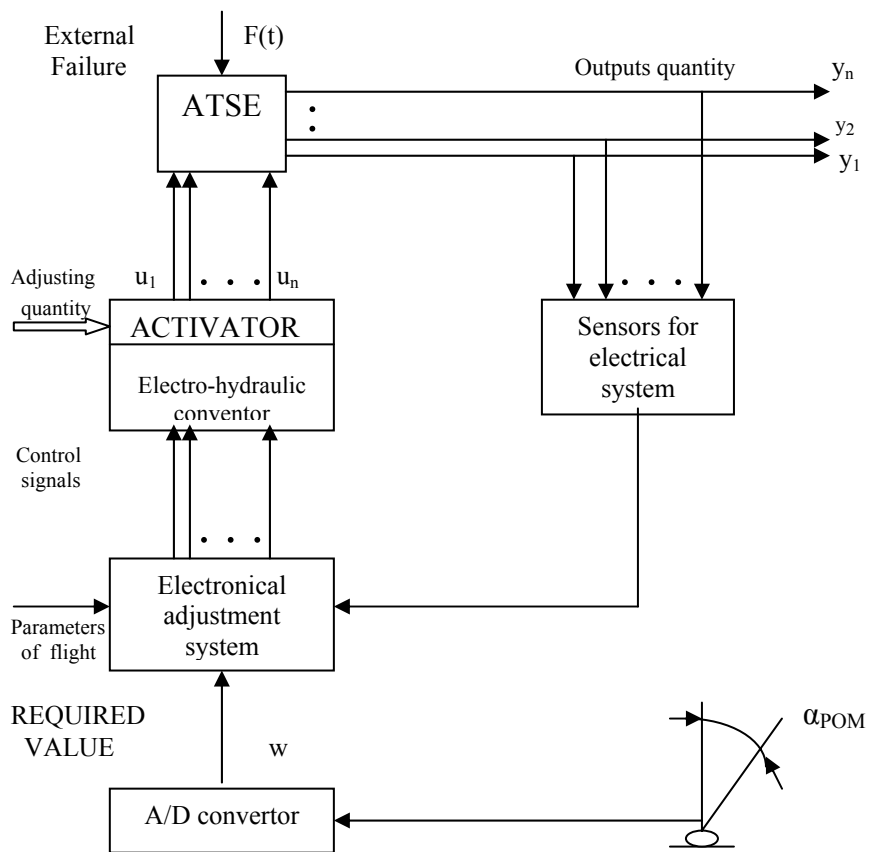 External
Failure
F(t)
ATSE
Outputs quantity
yn
y2
y1
Adjusting
quantity
u1
. . .
un
ACTIVATOR
Electro-hydraulic
conventor
Sensors for
electrical
system
Control
signals
Electronical
adjustment
system
Parameters
of flight
REQUIRED
VALUE
w
αPOM
A/D convertor